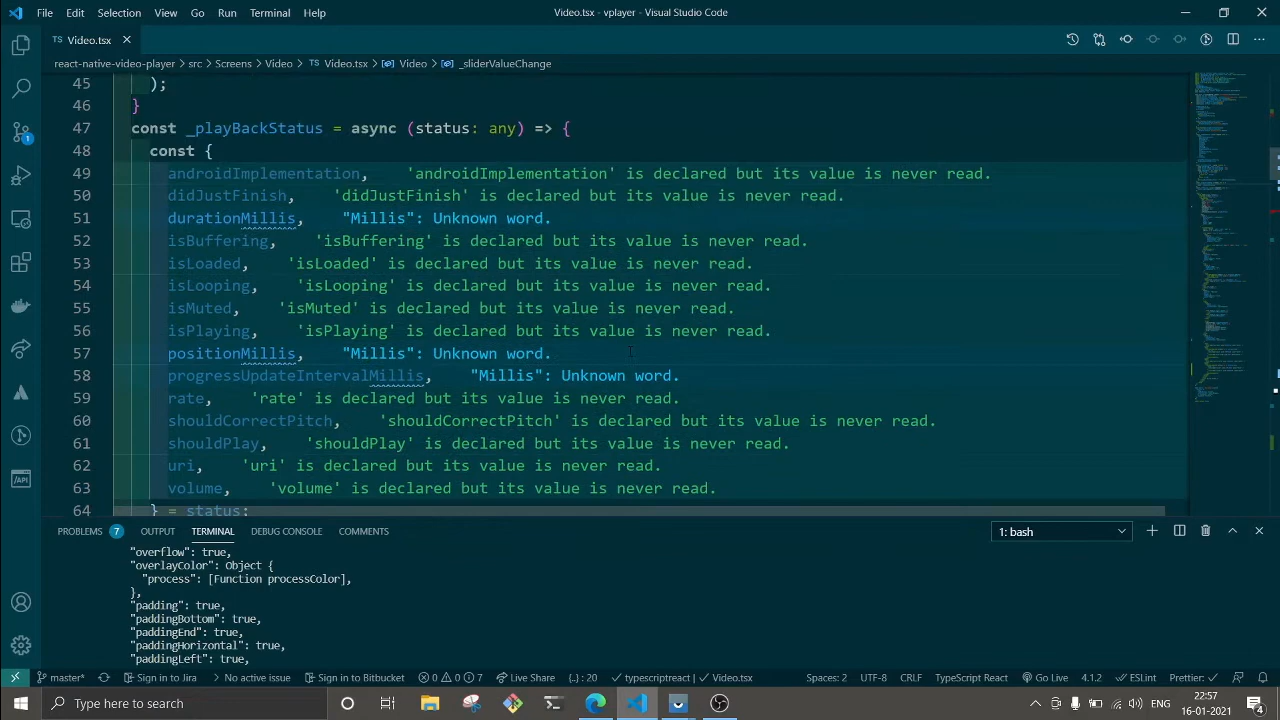 File Edit Selection View Go Run Terminal Help
Video.tsx - vplayer - Visual Studio Code
Video.tsx
react-native-video-player > src > Screens > Video > Video.tsx > Video > _sliderValueChange
45 );
46 }
47 const _playBackStatus = async (status: any) => {
48 const {
49 androidImplementation, 'androidImplementation' is declared but its value is never read.
50 didJustFinish, 'didJustFinish' is declared but its value is never read.
51 durationMillis, "Millis": Unknown word.
52 isBuffering, 'isBuffering' is declared but its value is never read.
53 isLoaded, 'isLoaded' is declared but its value is never read.
54 isLooping, 'isLooping' is declared but its value is never read.
55 isMuted, 'isMuted' is declared but its value is never read.
56 isPlaying, 'isPlaying' is declared but its value is never read.
57 positionMillis, "Millis": Unknown word.
58 progressUpdateIntervalMillis, "Millis": Unknown word.
59 rate, 'rate' is declared but its value is never read.
60 shouldCorrectPitch, 'shouldCorrectPitch' is declared but its value is never read.
61 shouldPlay, 'shouldPlay' is declared but its value is never read.
62 uri, 'uri' is declared but its value is never read.
63 volume, 'volume' is declared but its value is never read.
64 } = status;
PROBLEMS 7 OUTPUT TERMINAL DEBUG CONSOLE COMMENTS 1: bash
"overflow": true,
"overlayColor": Object {
"process": [Function processColor],
},
"padding": true,
"paddingBottom": true,
"paddingEnd": true,
"paddingHorizontal": true,
"paddingLeft": true,
master* Sign in to Jira No active issue Sign in to Bitbucket 0 0 7 Live Share {..} : 20 typescriptreact | Video.tsx Spaces: 2 UTF-8 CRLF TypeScript React Go Live 4.1.2 ESLint Prettier:
Type here to search
ENG 22:57
16-01-2021